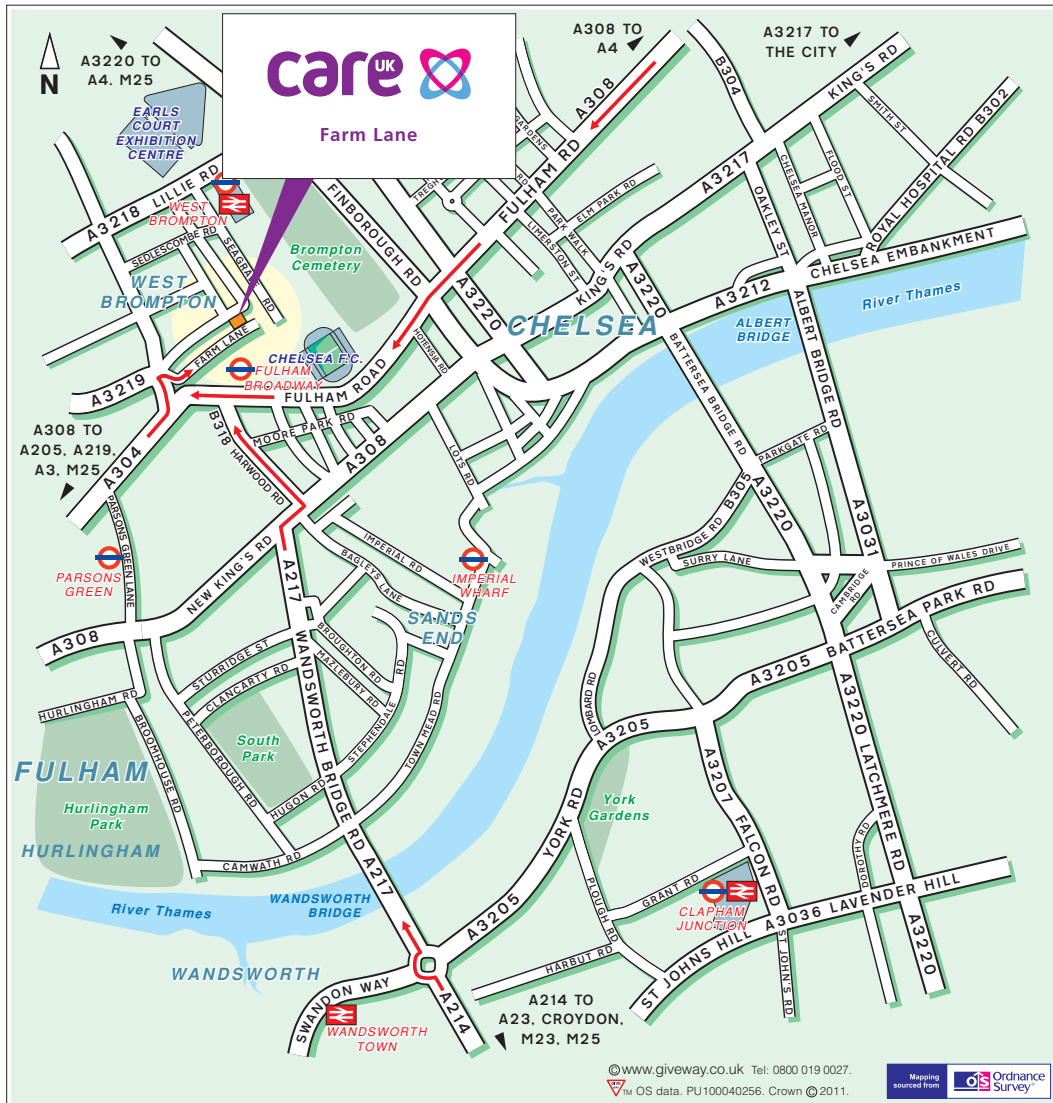 A3220 TO
A4. M25
N
care UK
Farm Lane
A308 TO
A4
A3217 TO
THE CITY
EARLS
COURT
EXHIBITION
CENTRE
A308
B304
KING'S RD
SMITH ST
ROYAL HOSPITAL RD B302
GARDENS
FULHAM RD
A3217
FLOOD ST
CHELSEA MANOR
OAKLEY ST
A3218 LILLIE RD
WEST
BROMPTON
FINBOROUGH RD
ELM PARK RD
PARK WALK
LIMERSTON ST
KING'S RD
SEDLESCOMBE RD
SEAGRAVE RD
Brompton
Cemetery
WEST
BROMPTON
A3220
A3220
CHELSEA
A3212
CHELSEA EMBANKMENT
River Thames
ALBERT
BRIDGE
ALBERT BRIDGE RD
BATTERSEA BRIDGE RD
FARM LANE
CHELSEA F.C.
FULHAM
BROADWAY
HOTENSIA RD
A3219
FULHAM ROAD
MOORE PARK RD
B318 HARWOOD RD
A308
LOTS RD
A308 TO
A205, A219,
A3, M25
A304
PARSONS GREEN LANE
PARSONS
GREEN
NEW KING'S RD
A217
IMPERIAL RD
BAGLEYS LANE
IMPERIAL
WHARF
SANDS
END
PARKGATE RD
A3220
WESTBRIDGE RD B305
SURRY LANE
A3031
PRINCE OF WALES DRIVE
CAMBRIDGE
RD
A3205 BATTERSEA PARK RD
CULVERT RD
A308
STURRIDGE ST
CLANCARTY RD
BROUGHTON RD
MAZLEBURY RD
STEPHENDALE RD
TOWN MEAD RD
HURLINGHAM RD
BROOMHOUSE RD
PETERBOROUGH RD
South
Park
WANDSWORTH BRIDGE RD A217
HUGON RD
LOMBARD RD
A3205
FULHAM
Hurlingham
Park
HURLINGHAM
CAMWATH RD
York
Gardens
YORK RD
A3205
A3207 FALCON RD
A3220 LATCHMERE RD
A3220
DOROTHY RD
River Thames
WANDSWORTH
BRIDGE
PLOUGH RD
GRANT RD
CLAPHAM
JUNCTION
ST JOHNS HILL A3036 LAVENDER HILL
ST JOHN'S RD
HARBUT RD
WANDSWORTH
SWANDON WAY
WANDSWORTH
TOWN
A214
A214 TO
A23, CROYDON,
M23, M25
© www.giveway.co.uk Tel: 0800 019 0027.
TM OS data. PU100040256. Crown © 2011.
Mapping
sourced from
OS Ordnance
Survey®